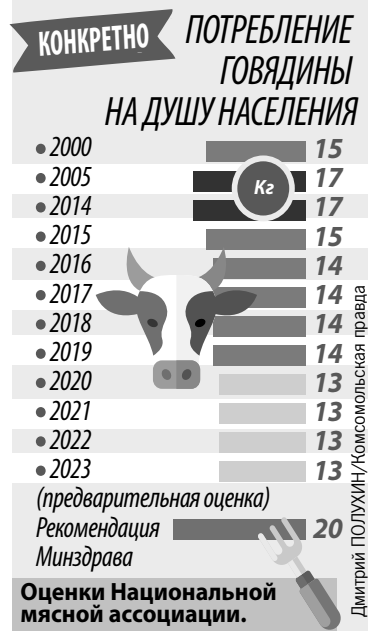 КОНКРЕТНО
ПОТРЕБЛЕНИЕ
ГОВЯДИНЫ
НА ДУШУ НАСЕЛЕНИЯ
• 2000 15
• 2005 17
Кг
• 2014 17
• 2015 15
• 2016 14
• 2017 14
• 2018 14
• 2019 14
• 2020 13
• 2021 13
• 2022 13
• 2023 13
(предварительная оценка)
Рекомендация 20
Минздрава
Оценки Национальной
мясной ассоциации.
Дмитрий ПОЛУХИН/Комсомольская правда